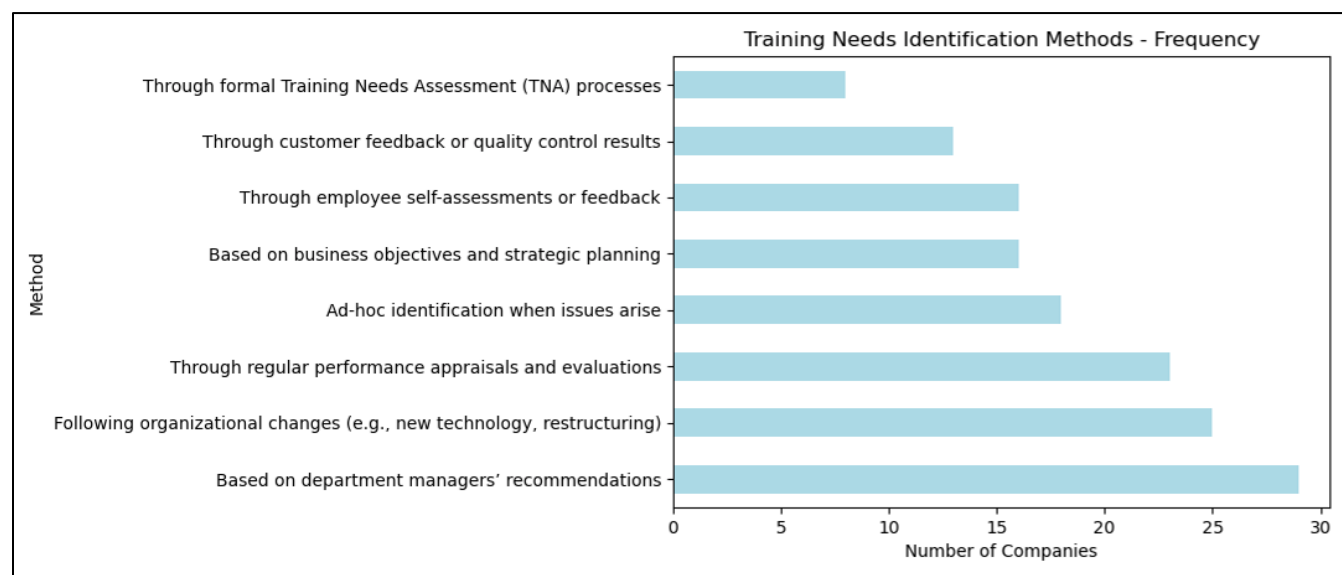 Training Needs Identification Methods - Frequency
Through formal Training Needs Assessment (TNA) processes
Through customer feedback or quality control results
Through employee self-assessments or feedback
Based on business objectives and strategic planning
Ad-hoc identification when issues arise
Through regular performance appraisals and evaluations
Following organizational changes (e.g., new technology, restructuring)
Based on department managers’ recommendations
Method
0 5 10 15 20 25 30
Number of Companies